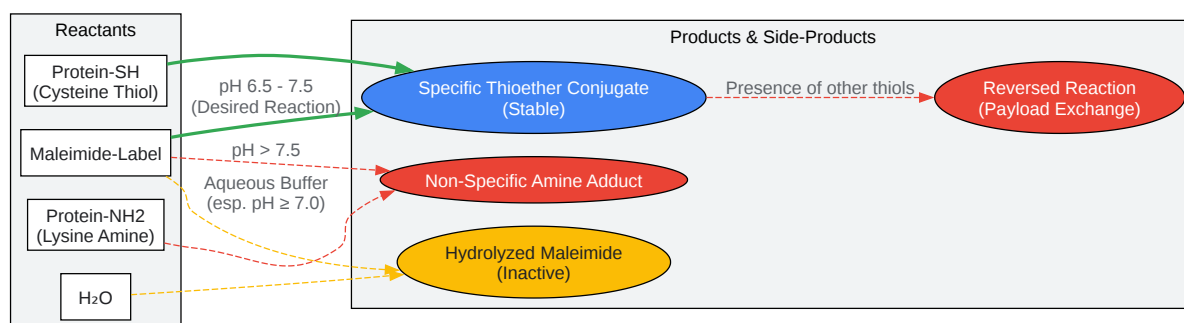 Reactants
Protein-SH
(Cysteine Thiol)
Maleimide-Label
Protein-NH2
(Lysine Amine)
H₂O
pH 6.5 - 7.5
(Desired Reaction)
pH > 7.5
Aqueous Buffer
(esp. pH ≥ 7.0)
Products & Side-Products
Specific Thioether Conjugate
(Stable)
Presence of other thiols
Reversed Reaction
(Payload Exchange)
Non-Specific Amine Adduct
Hydrolyzed Maleimide
(Inactive)